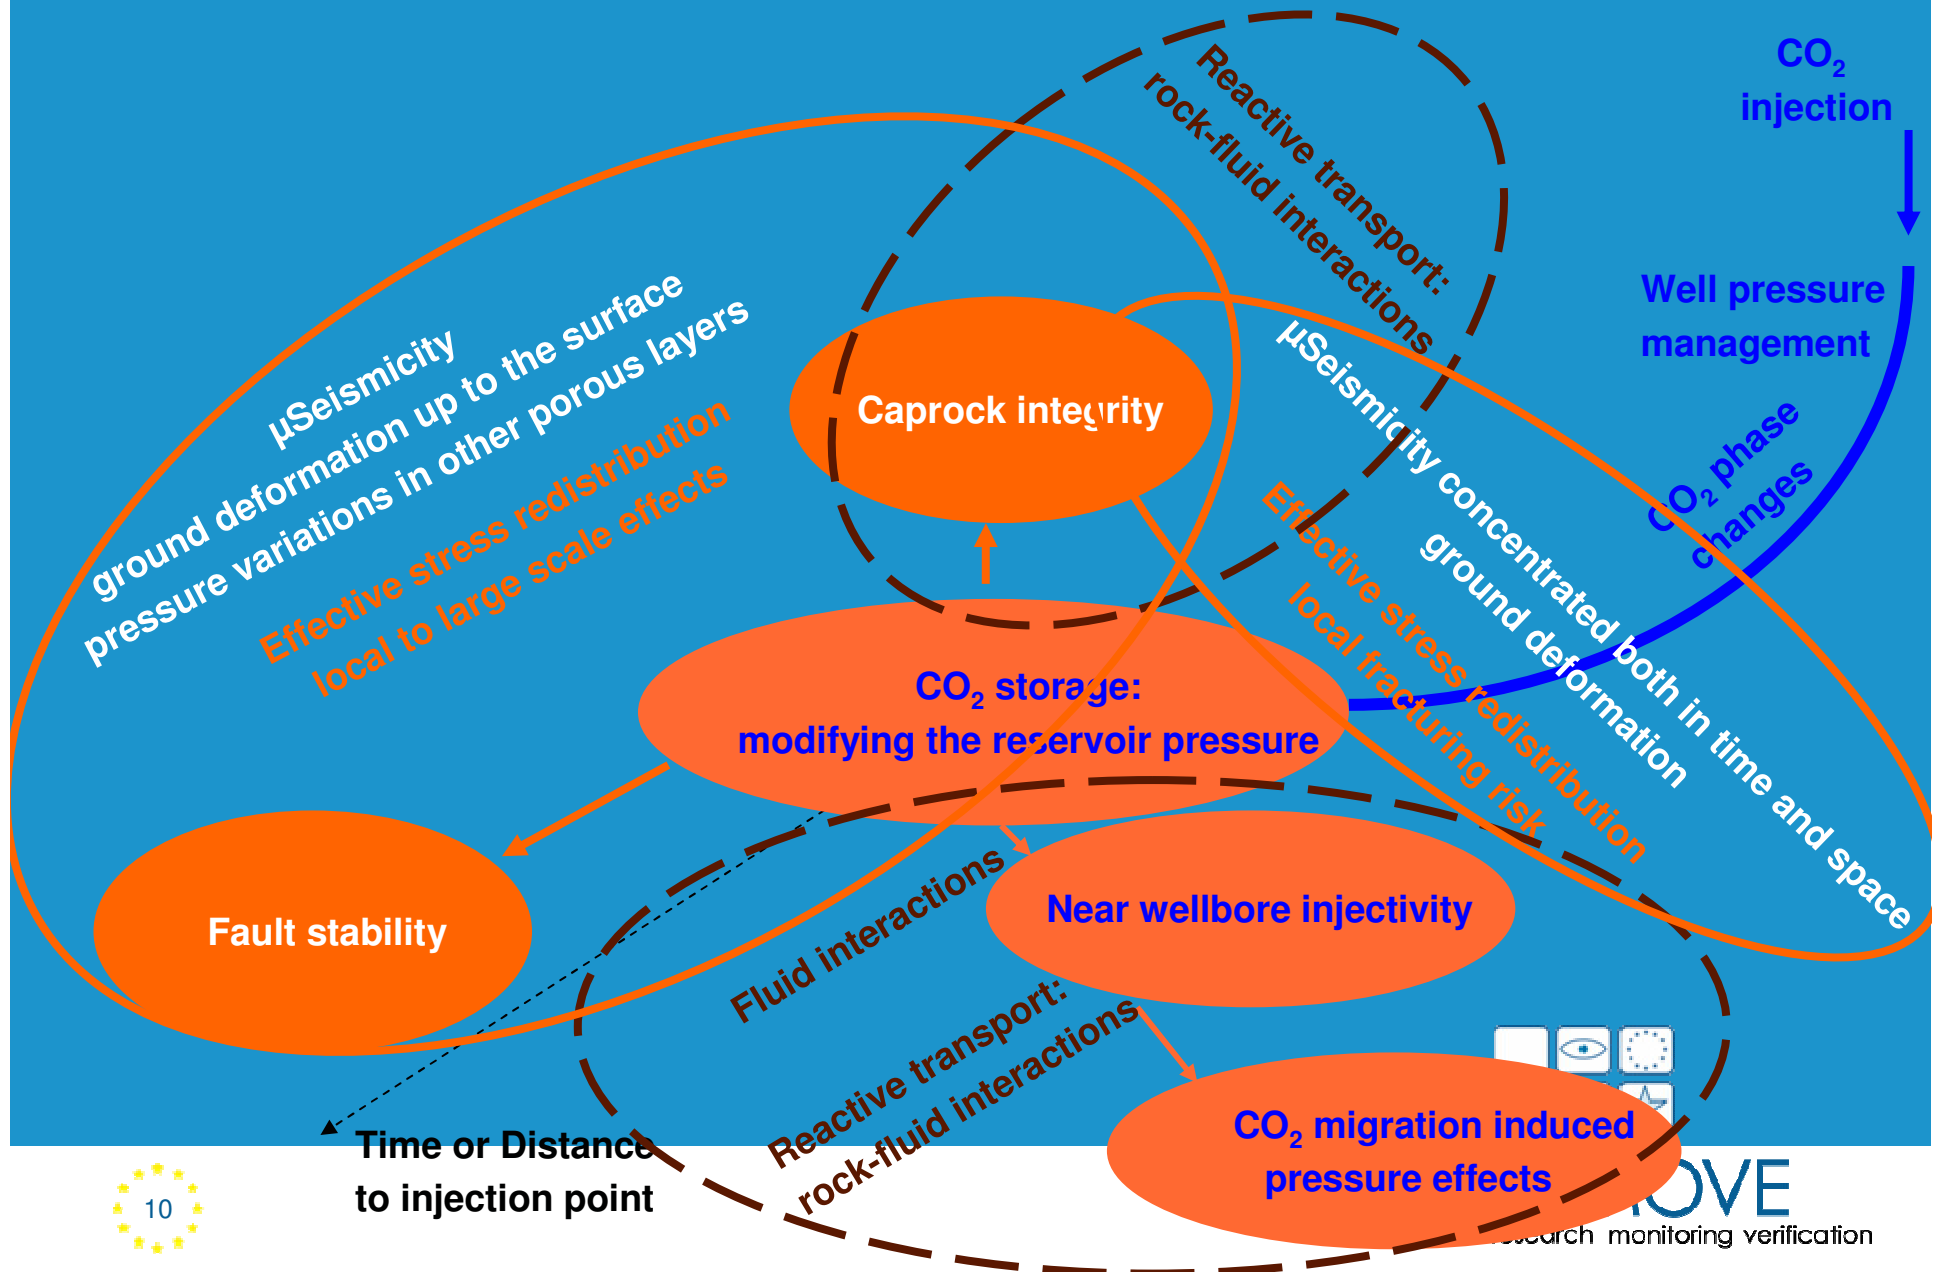 CO₂
injection
Well pressure
management
CO₂ phase
changes
Reactive transport:
rock-fluid interactions
µSeismicity
ground deformation up to the surface
pressure variations in other porous layers
Effective stress redistribution
local to large scale effects
Caprock integrity
µSeismicity concentrated both in time and space
ground deformation
Effective stress redistribution
local fracturing risk
CO₂ storage:
modifying the reservoir pressure
Fault stability
Near wellbore injectivity
Fluid interactions
Reactive transport:
rock-fluid interactions
CO₂ migration induced
pressure effects
Time or Distance
to injection point
10
monitoring verification